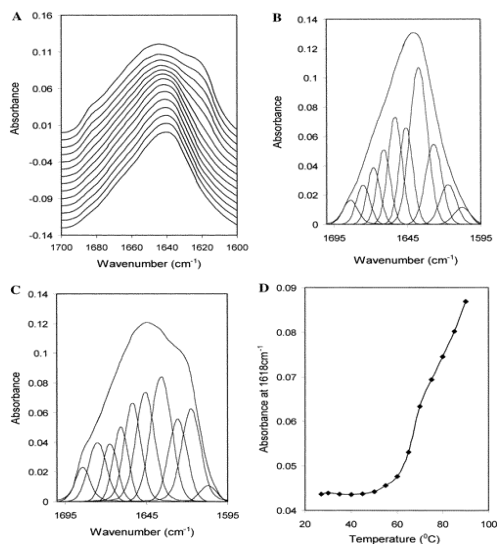 A
0.16
0.11
0.06
0.01
-0.04
-0.09
-0.14
1700 1680 1660 1640 1620 1600
Absorbance
Wavenumber (cm⁻¹)
B
0.14
0.12
0.1
0.08
0.06
0.04
0.02
0
1695 1645 1595
Absorbance
Wavenumber (cm⁻¹)
C
0.14
0.12
0.1
0.08
0.06
0.04
0.02
0
1695 1645 1595
Absorbance
Wavenumber (cm⁻¹)
D
0.09
0.08
0.07
0.06
0.05
0.04
20 40 60 80 100
Absorbance at 1618cm⁻¹
Temperature (°C)